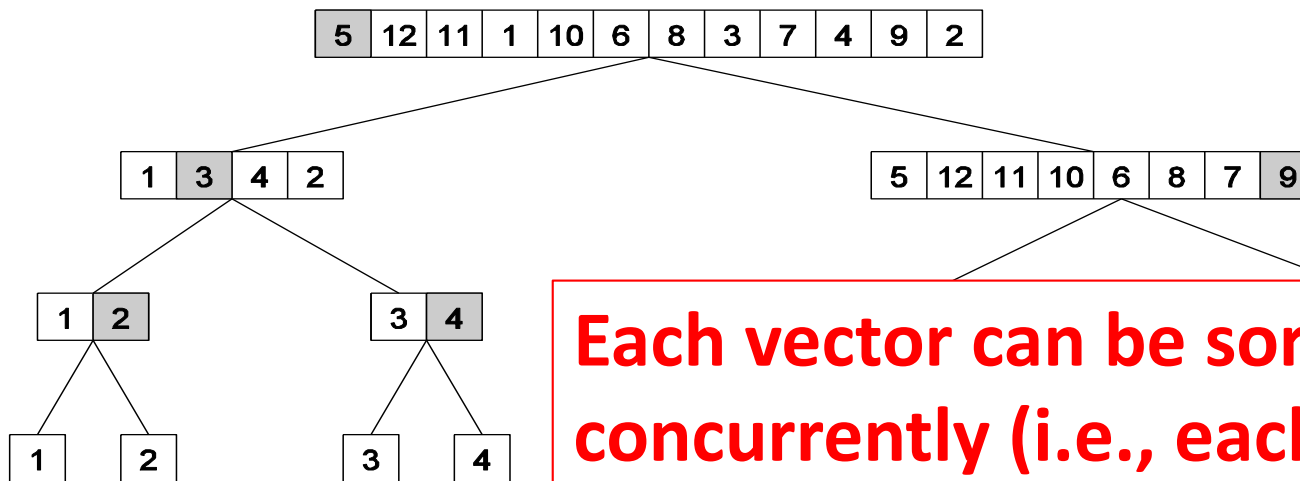 5 12 11 1 10 6 8 3 7 4 9 2
1 3 4 2
5 12 11 10 6 8 7 9
1 2
3 4
Each vector can be sor
concurrently (i.e., each
1
2
3
4